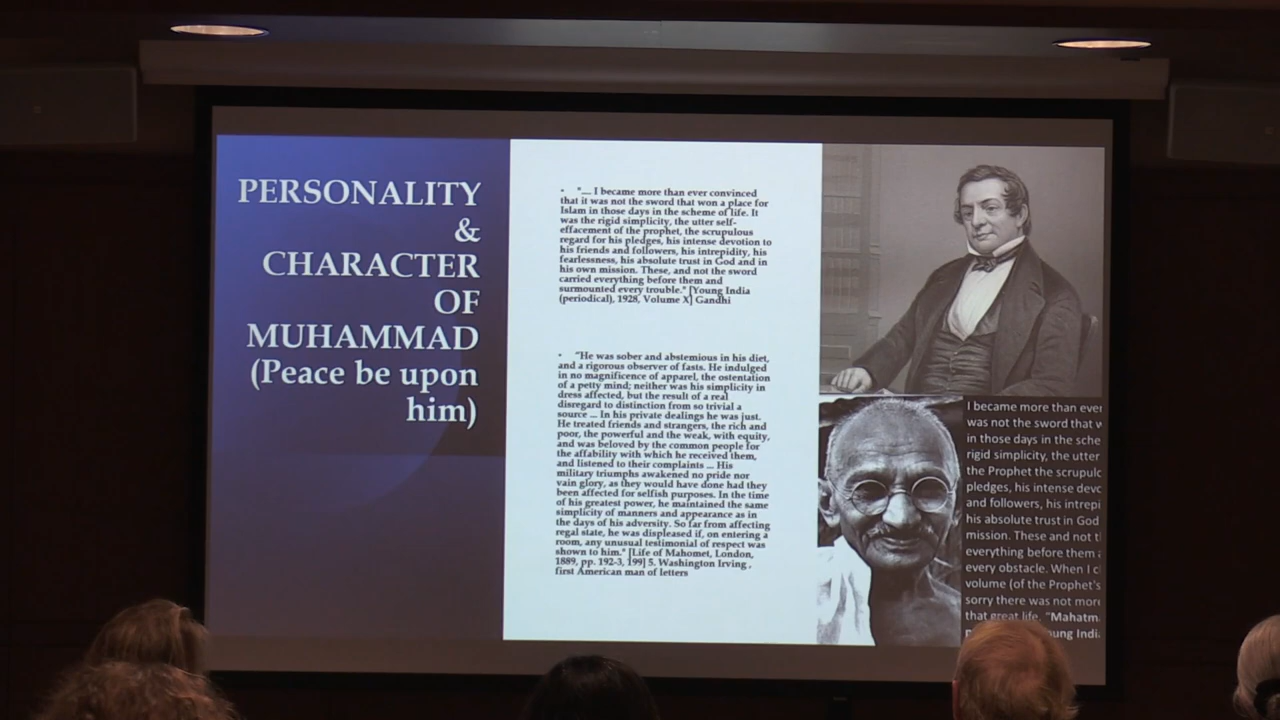 PERSONALITY
&
CHARACTER
OF
MUHAMMAD
(Peace be upon
him)
• ".... I became more than ever convinced
that it was not the sword that won a place for
Islam in those days in the scheme of life. It
was the rigid simplicity, the utter self-
effacement of the prophet, the scrupulous
regard for his pledges, his intense devotion to
his friends and followers, his intrepidity, his
fearlessness, his absolute trust in God and in
his own mission. These, and not the sword
carried everything before them and
surmounted every trouble." [Young India
(periodical), 1928, Volume X] Gandhi
• "He was sober and abstemious in his diet,
and a rigorous observer of fasts. He indulged
in no magnificence of apparel, the ostentation
of a petty mind; neither was his simplicity in
dress affected, but the result of a real
disregard to distinction from so trivial a
source ... In his private dealings he was just.
He treated friends and strangers, the rich and
poor, the powerful and the weak, with equity,
and was beloved by the common people for
the affability with which he received them,
and listened to their complaints ... His
military triumphs awakened no pride nor
vain glory, as they would have done had they
been affected for selfish purposes. In the time
of his greatest power, he maintained the same
simplicity of manners and appearance as in
the days of his adversity. So far from affecting
regal state, he was displeased if, on entering a
room, any unusual testimonial of respect was
shown to him." [Life of Mahomet, London,
1889, pp. 192-3, 199] 5. Washington Irving ,
first American man of letters
I became more than ever
was not the sword that w
in those days in the sche
rigid simplicity, the utter
the Prophet the scrupulc
pledges, his intense devo
and followers, his intrepi
his absolute trust in God
mission. These and not t
everything before them
every obstacle. When I c
volume (of the Prophet's
sorry there was not more
that great life. "Mahatm
ung Indi